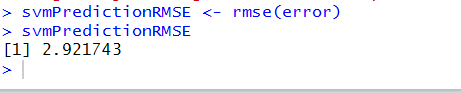 > svmPredictionRMSE <- rmse(error)
> svmPredictionRMSE
[1] 2.921743
>